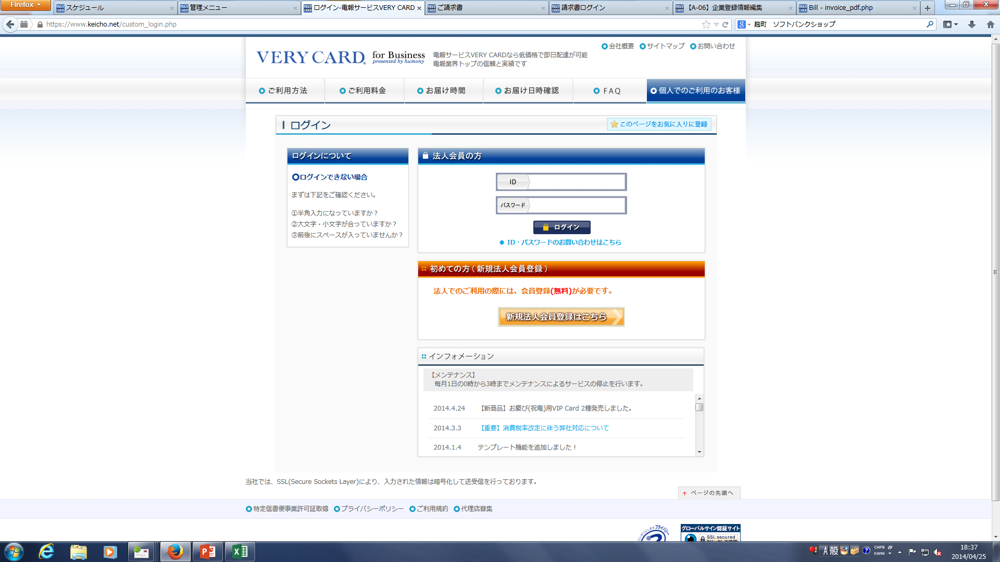 Firefox
スケジュール
管理メニュー
ログイン-電報サービスVERY CARD
ご請求書
請求書ログイン
【A-06】企業登録情報編集
Bill - invoice_pdf.php
https://www.keicho.net/custom_login.php
麹町　ソフトバンクショップ
会社概要 サイトマップ お問い合わせ
VERY CARD for Business
presented by humony
電報サービスVERY CARDなら低価格で即日配達が可能
電報業界トップの信頼と実績です
ご利用方法
ご利用料金
お届け時間
お届け日時確認
FAQ
個人でのご利用のお客様
ログイン
このページをお気に入りに登録
ログインについて
ログインできない場合
まずは下記をご確認ください。
①半角入力になっていますか？
②大文字・小文字が合っていますか？
③前後にスペースが入っていませんか？
法人会員の方
ID
パスワード
ログイン
ID・パスワードのお問い合わせはこちら
初めての方（新規法人会員登録）
法人でのご利用の際には、会員登録(無料)が必要です。
新規法人会員登録はこちら
インフォメーション
【メンテナンス】
毎月1日の0時から3時までメンテナンスによるサービスの停止を行います。
2014.4.24 【新商品】お慶び(祝電)用VIP Card 2種発売しました。
2014.3.3 【重要】消費税率改定に伴う弊社対応について
2014.1.4 テンプレート機能を追加しました！
当社では、SSL(Secure Sockets Layer)により、入力された情報は暗号化して送受信を行っております。
ページの先頭へ
特定信書便事業許可証取得 プライバシーポリシー ご利用規約 代理店募集
グローバルサイン認証サイト
SSL secured
A 般
CAPS
KANA
18:37
2014/04/25